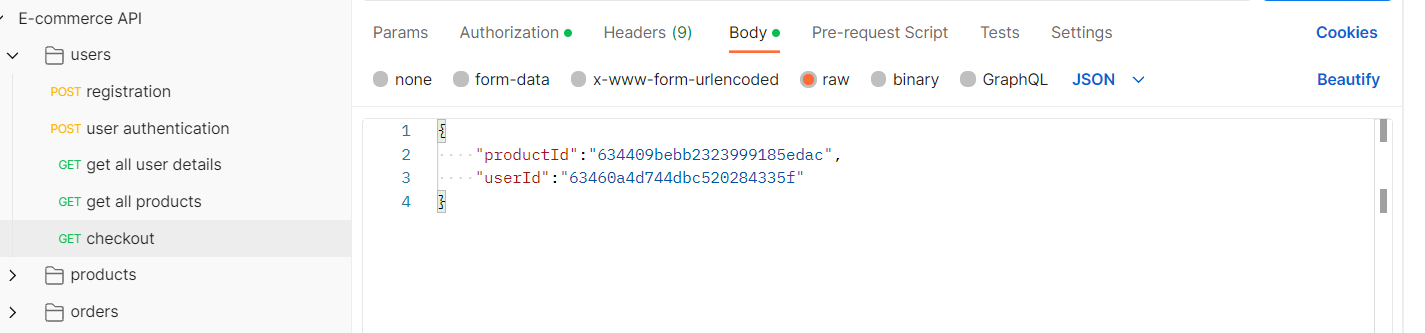 E-commerce API
users
POST registration
POST user authentication
GET get all user details
GET get all products
GET checkout
products
orders
Params Authorization Headers (9) Body Pre-request Script Tests Settings Cookies
none form-data x-www-form-urlencoded raw binary GraphQL JSON Beautify
1 {
2 "productId":"634409bebb2323999185edac",
3 "userId":"63460a4d744dbc520284335f"
4 }